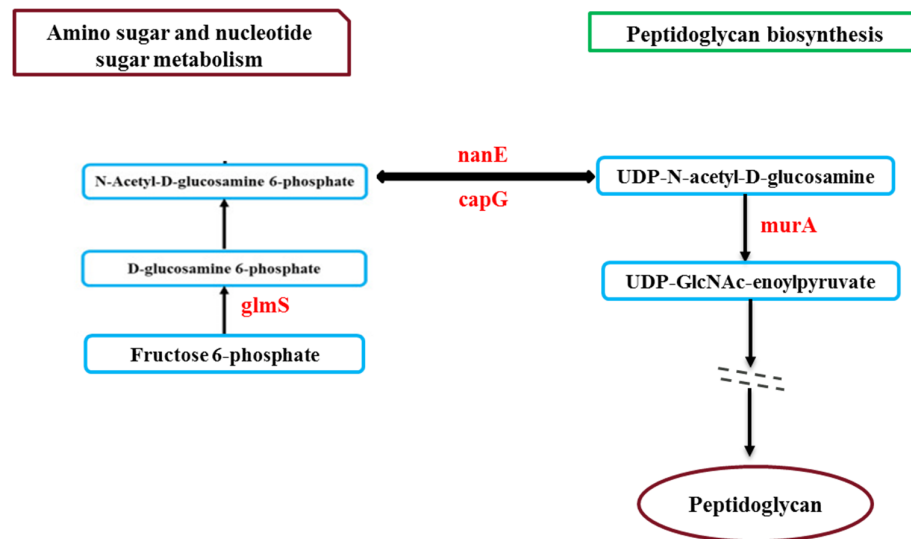 Amino sugar and nucleotide
sugar metabolism
Peptidoglycan biosynthesis
N-Acetyl-D-glucosamine 6-phosphate
nanE
capG
UDP-N-acetyl-D-glucosamine
murA
D-glucosamine 6-phosphate
UDP-GlcNAc-enoylpyruvate
glmS
Fructose 6-phosphate
Peptidoglycan